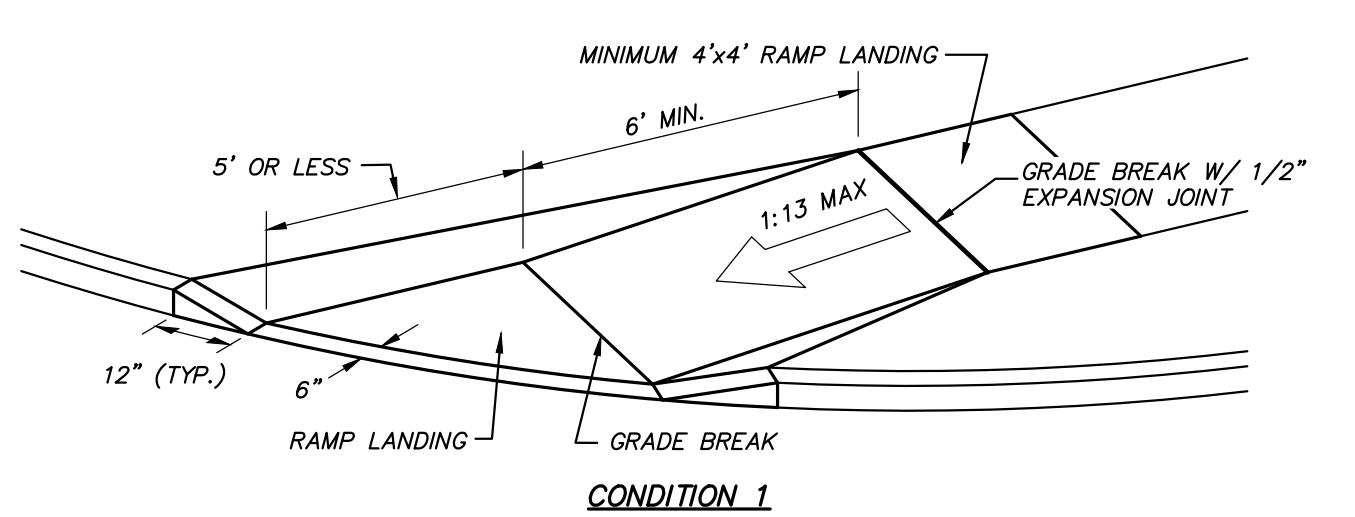 MINIMUM 4'x4' RAMP LANDING
6' MIN.
5' OR LESS
GRADE BREAK W/ 1/2"
EXPANSION JOINT
1:13 MAX
12" (TYP.)
6"
RAMP LANDING
GRADE BREAK
CONDITION 1